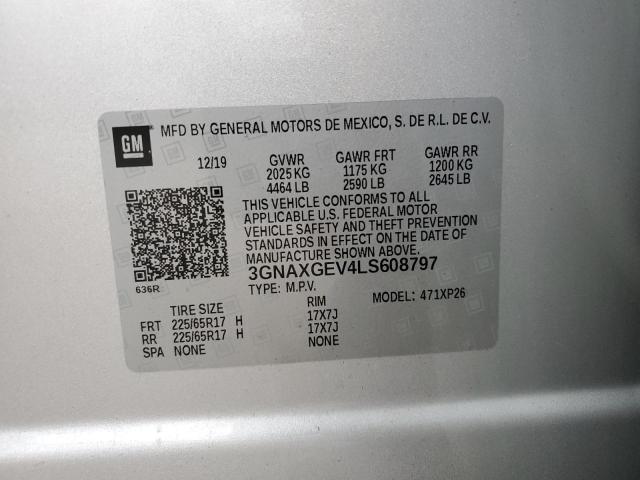 GM
MFD BY GENERAL MOTORS DE MEXICO, S. DE R.L. DE C.V.
12/19 GVWR GAWR FRT GAWR RR
2025 KG 1175 KG 1200 KG
4464 LB 2590 LB 2645 LB
THIS VEHICLE CONFORMS TO ALL
APPLICABLE U.S. FEDERAL MOTOR
VEHICLE SAFETY AND THEFT PREVENTION
STANDARDS IN EFFECT ON THE DATE OF
MANUFACTURE SHOWN ABOVE.
3GNAXGEV4LS608797
636R
TYPE: M.P.V. MODEL: 471XP26
TIRE SIZE RIM
FRT 225/65R17 H 17X7J
RR 225/65R17 H 17X7J
SPA NONE NONE